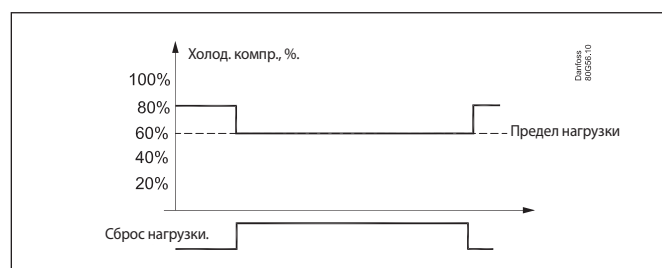 Холод. компр., %.
100%
80%
60%
40%
20%
Предел нагрузки
Сброс нагрузки.
Danfoss
80G56.10